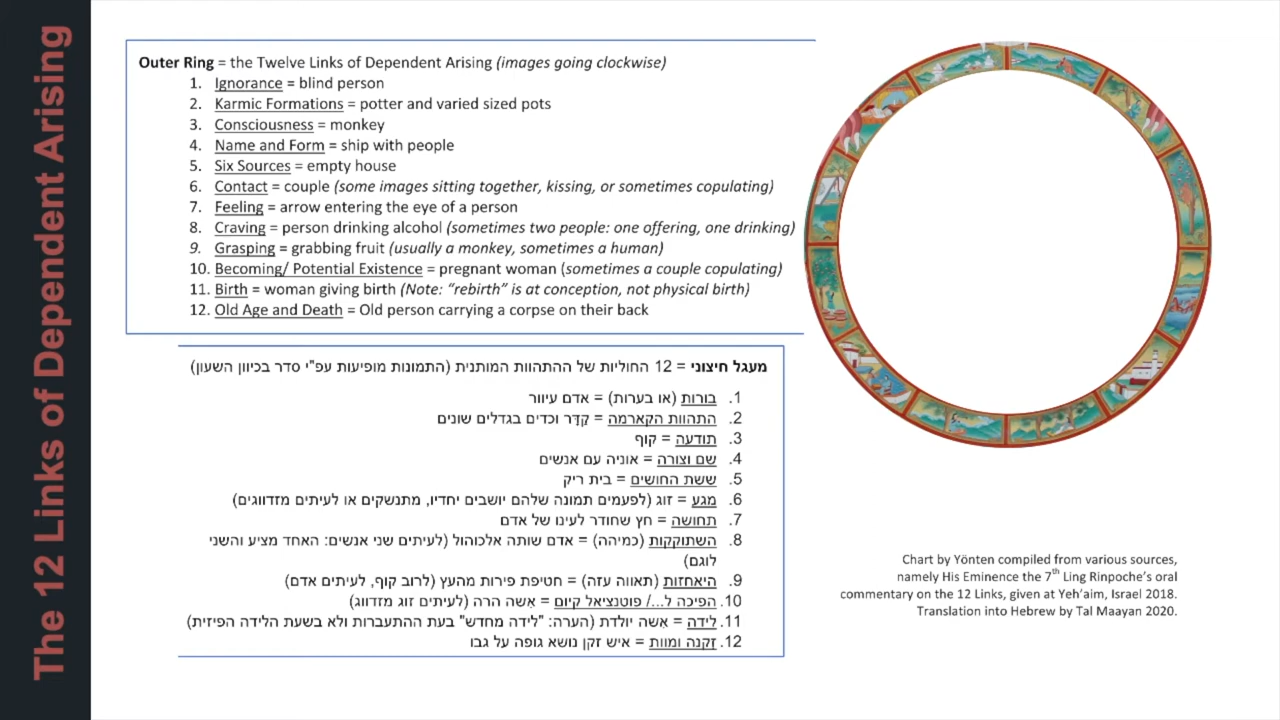 The 12 Links of Dependent Arising
Outer Ring = the Twelve Links of Dependent Arising (images going clockwise)
1. Ignorance = blind person
2. Karmic Formations = potter and varied sized pots
3. Consciousness = monkey
4. Name and Form = ship with people
5. Six Sources = empty house
6. Contact = couple (some images sitting together, kissing, or sometimes copulating)
7. Feeling = arrow entering the eye of a person
8. Craving = person drinking alcohol (sometimes two people: one offering, one drinking)
9. Grasping = grabbing fruit (usually a monkey, sometimes a human)
10. Becoming/ Potential Existence = pregnant woman (sometimes a couple copulating)
11. Birth = woman giving birth (Note: “rebirth” is at conception, not physical birth)
12. Old Age and Death = Old person carrying a corpse on their back
מעגל חיצוני = 12 החוליות של ההתהוות המותנית (התמונות מופיעות עפ"י סדר בכיוון השעון)
1. בורות (או בערות) = אדם עיוור
2. התהוות הקארמה = קַדָּר וכדים בגדלים שונים
3. תודעה = קוף
4. שם וצורה = אוניה עם אנשים
5. ששת החושים = בית ריק
6. מגע = זוג (לפעמים תמונה שלהם יושבים יחדיו, מתנשקים או לעיתים מזדווגים)
7. תחושה = חץ שחודר לעינו של אדם
8. השתוקקות (כמיהה) = אדם שותה אלכוהול (לעיתים שני אנשים: האחד מציע והשני
לוגם)
9. היאחזות (תאווה עזה) = חטיפת פירות מהעץ (לרוב קוף, לעיתים אדם)
10. הפיכה ל.../ פוטנציאל קיום = אִשה הרה (לעיתים זוג מזדווג)
11. לידה = אִשה יולדת (הערה: "לידה מחדש" בעת ההתעברות ולא בשעת הלידה הפיזית)
12. זִקנה ומוות = איש זקן נושא גופה על גבו
Chart by Yönten compiled from various sources,
namely His Eminence the 7th Ling Rinpoche’s oral
commentary on the 12 Links, given at Yeh’aim, Israel 2018.
Translation into Hebrew by Tal Maayan 2020.